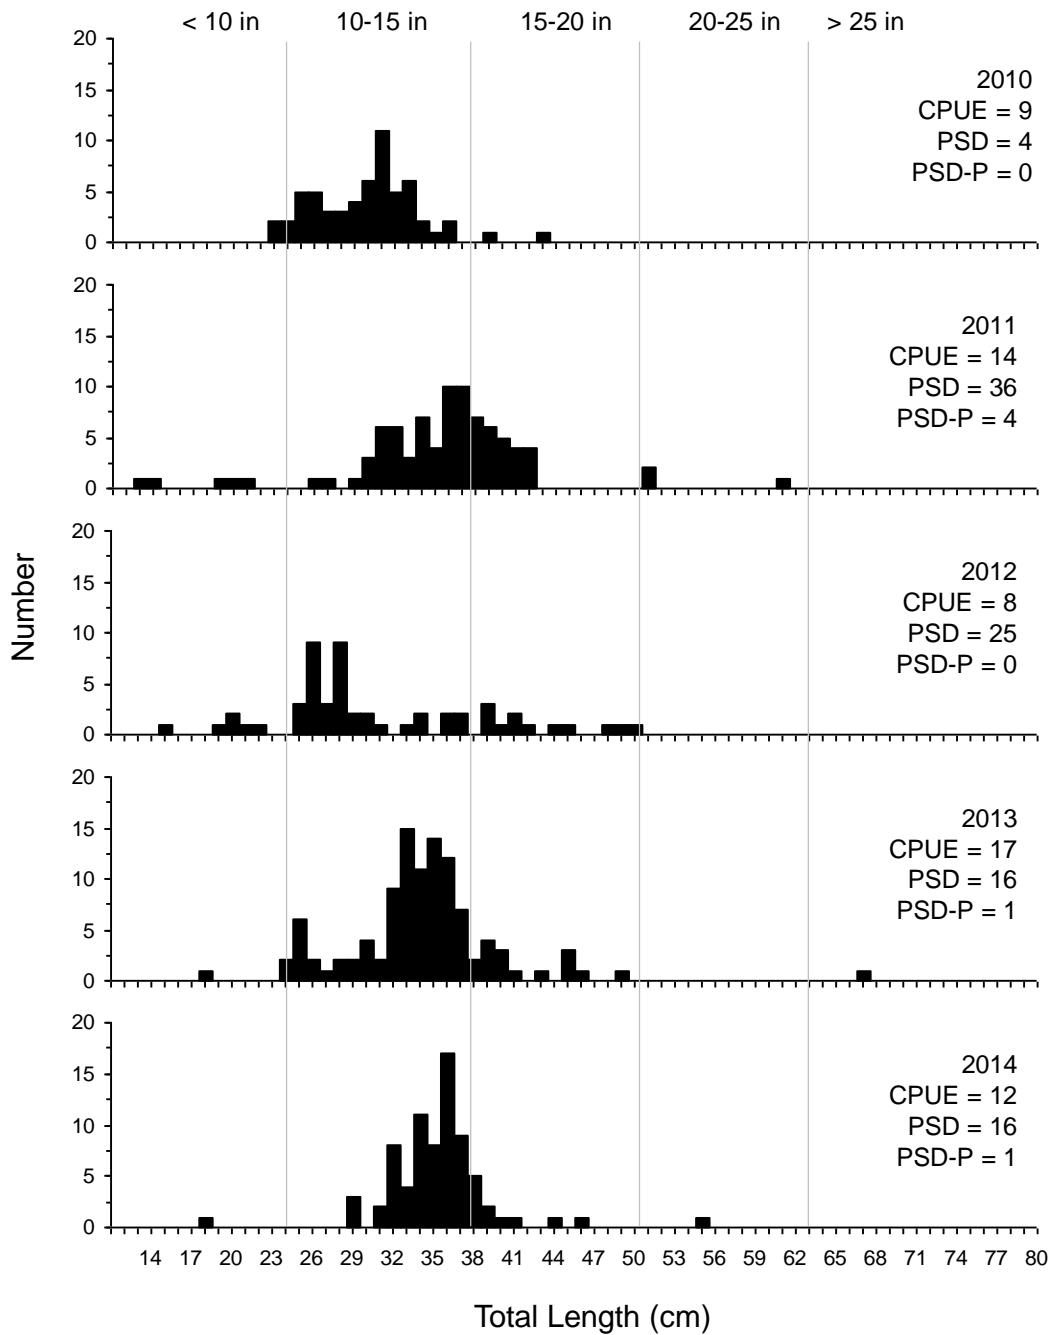 < 10 in 10-15 in 15-20 in 20-25 in > 25 in
20
15
10
5
0
2010
CPUE = 9
PSD = 4
PSD-P = 0
20
15
10
5
0
2011
CPUE = 14
PSD = 36
PSD-P = 4
20
15
10
5
0
2012
CPUE = 8
PSD = 25
PSD-P = 0
Number
20
15
10
5
0
2013
CPUE = 17
PSD = 16
PSD-P = 1
20
15
10
5
0
2014
CPUE = 12
PSD = 16
PSD-P = 1
14 17 20 23 26 29 32 35 38 41 44 47 50 53 56 59 62 65 68 71 74 77 80
Total Length (cm)